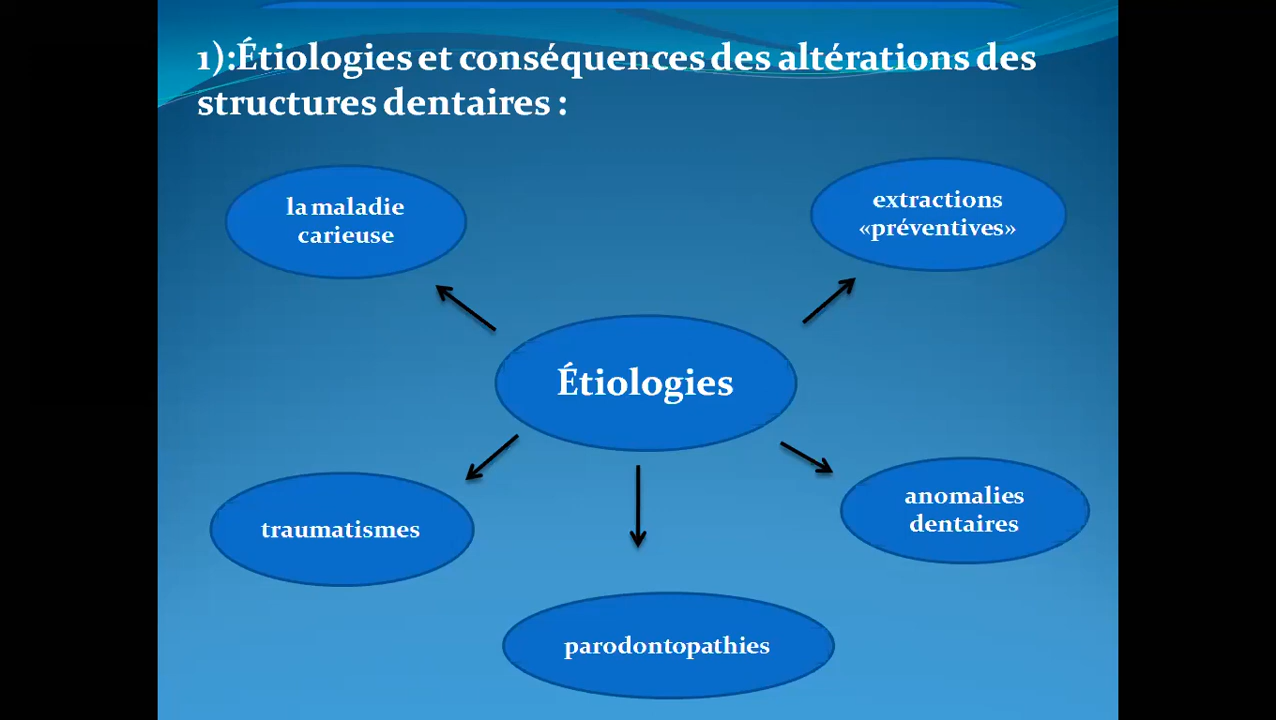 1):Étiologies et conséquences des altérations des
structures dentaires :
la maladie
carieuse
extractions
«préventives»
Étiologies
traumatismes
anomalies
dentaires
parodontopathies